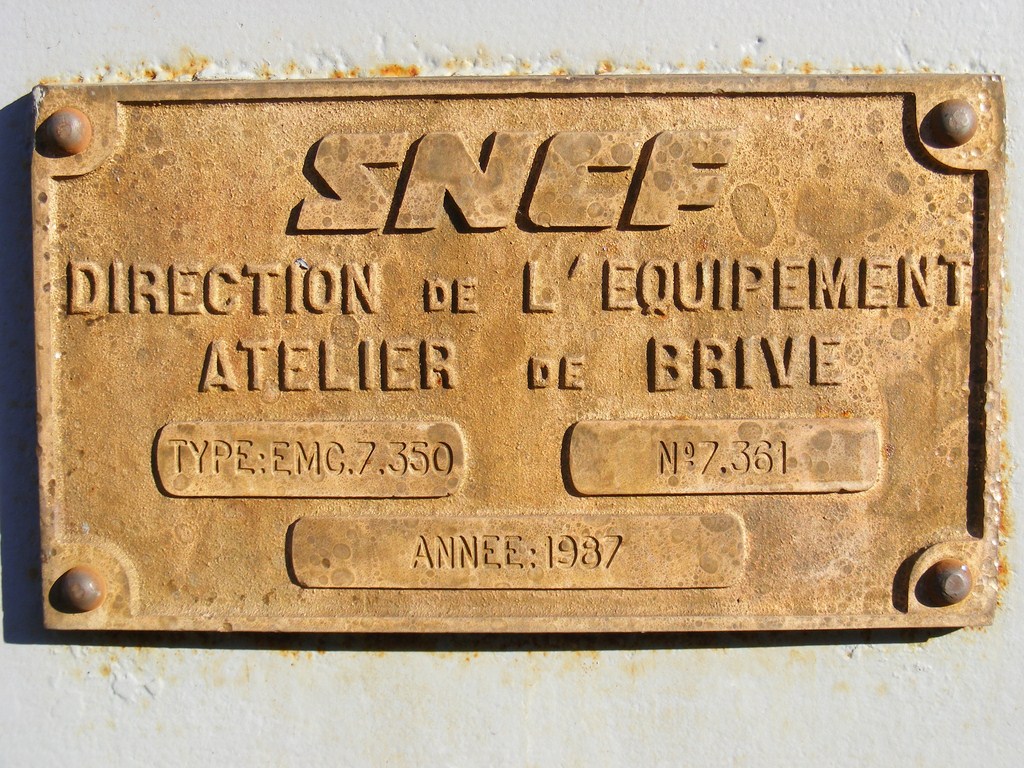 SNCF
DIRECTION DE L'EQUIPEMENT
ATELIER DE BRIVE
TYPE:EMC.7.350 Nº7.361
ANNEE:1987